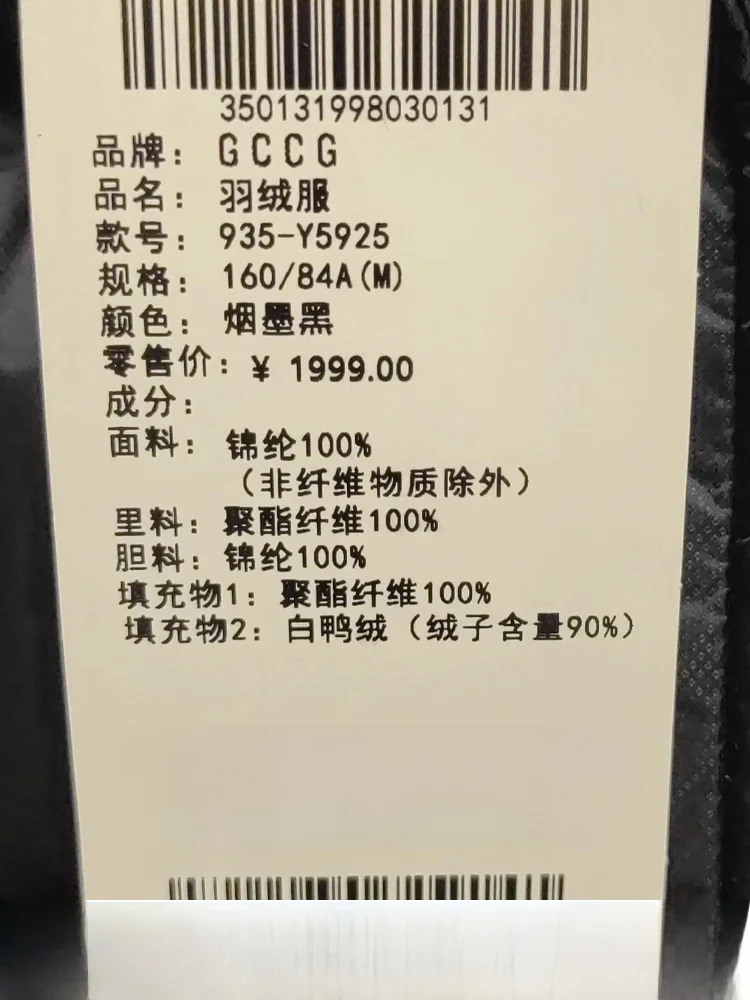 350131998030131
品牌： GCCG
品名： 羽绒服
款号： 935-Y5925
规格： 160/84A(M)
颜色： 烟墨黑
零售价：¥ 1999.00
成分：
面料： 锦纶100%
（非纤维物质除外）
里料：聚酯纤维100%
胆料：锦纶100%
填充物1：聚酯纤维100%
填充物2：白鸭绒（绒子含量90%）